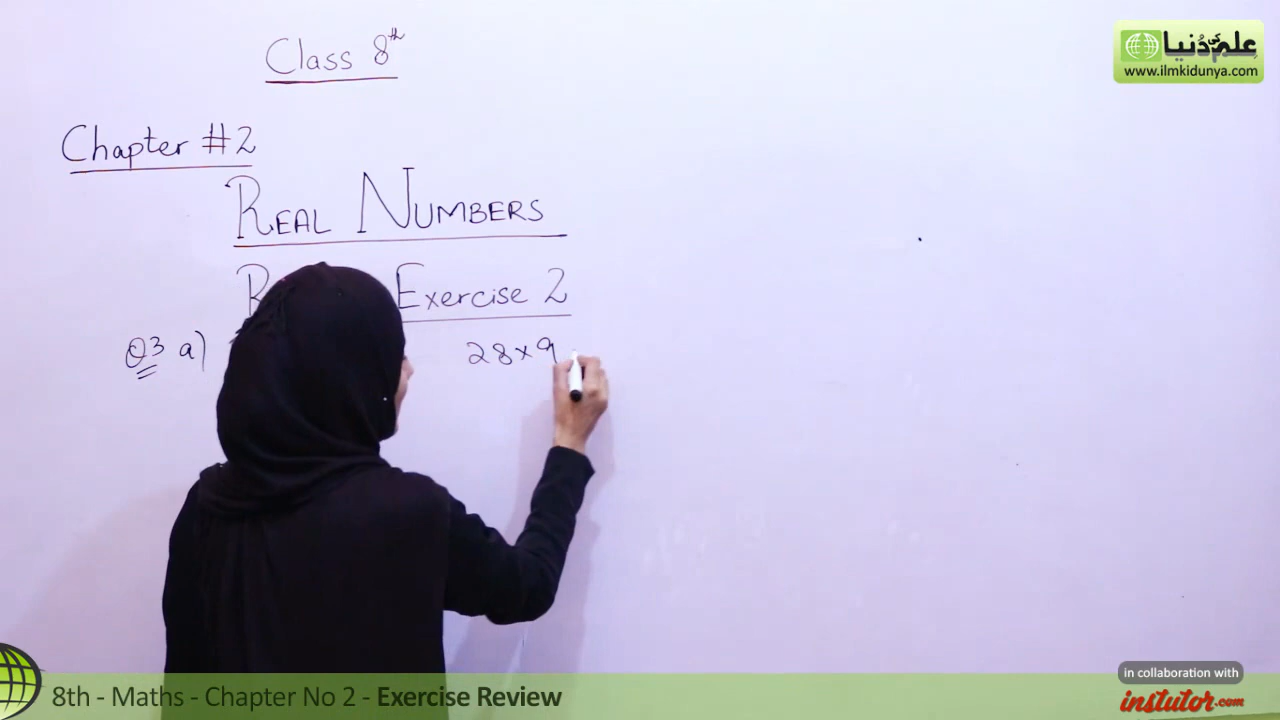 Class 8th
علم کی دُنیا
www.ilmkidunya.com
Chapter #2
REAL NUMBERS
Exercise 2
Q3 a) 28×9
in collaboration with
instutor.com
8th - Maths - Chapter No 2 - Exercise Review